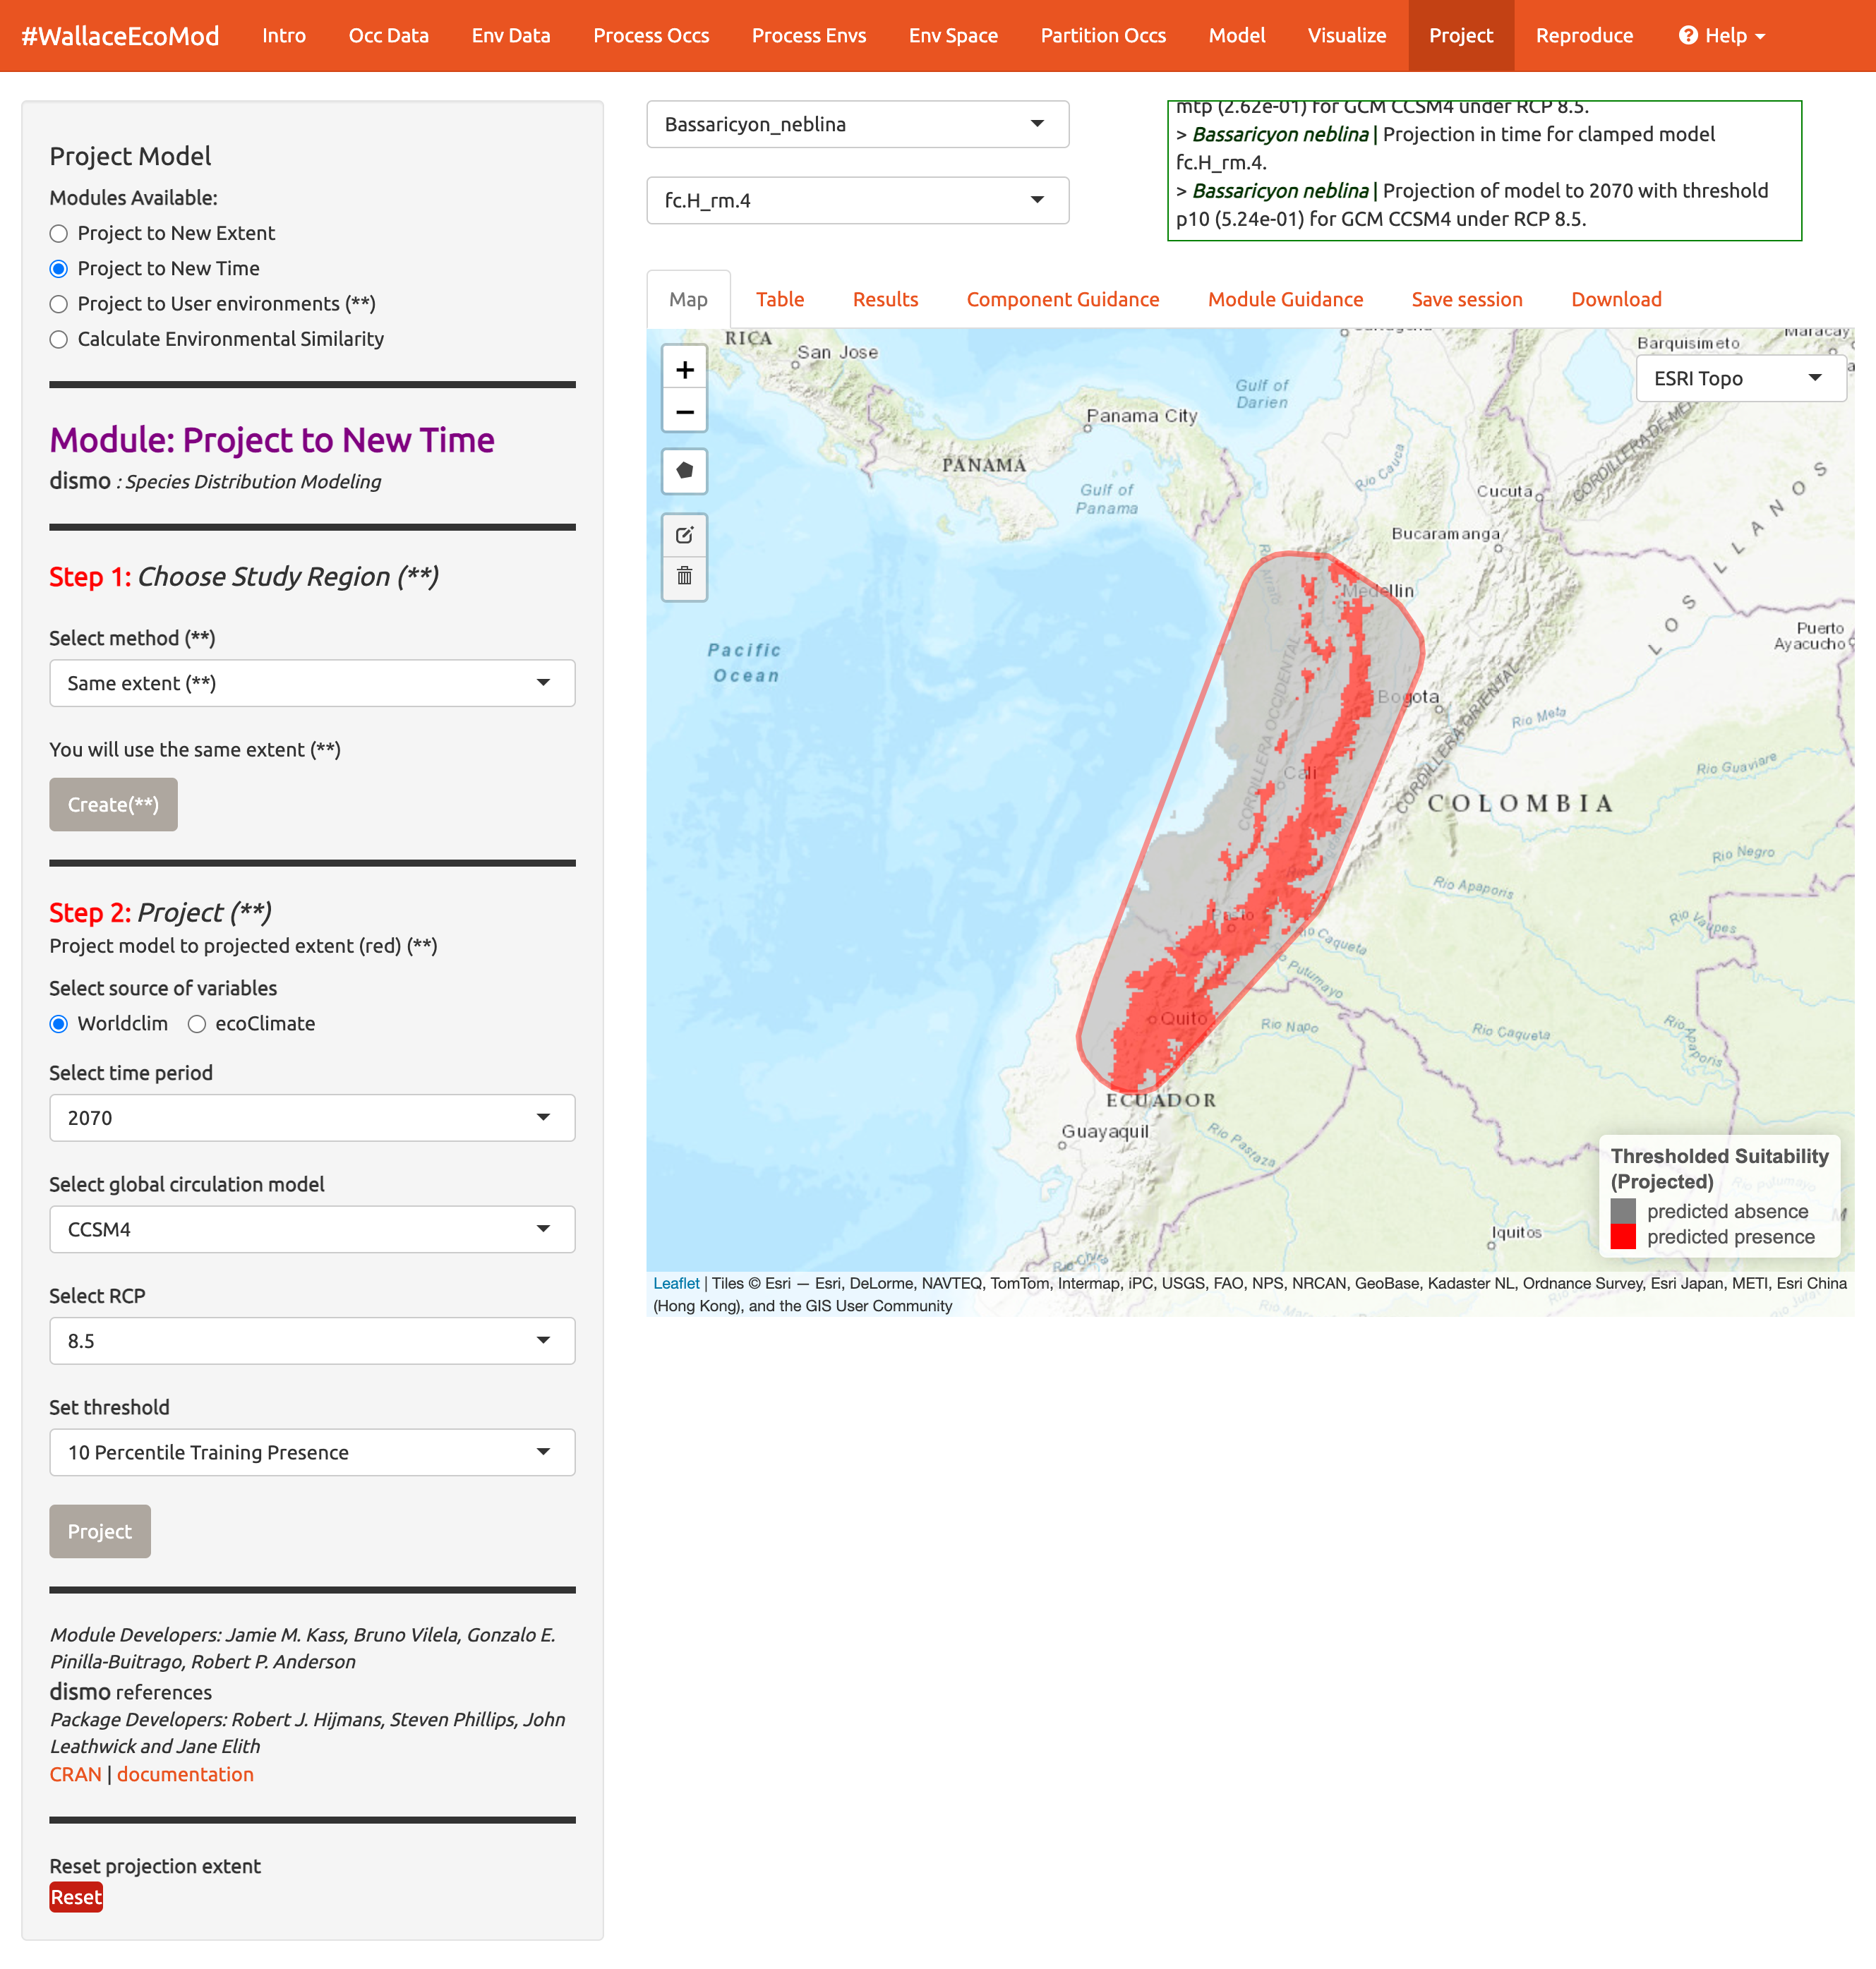 #WallaceEcoMod Intro Occ Data Env Data Process Occs Process Envs Env Space Partition Occs Model Visualize Project Reproduce Help
Project Model
Modules Available:
Project to New Extent
Project to New Time
Project to User environments (**)
Calculate Environmental Similarity
Module: Project to New Time
dismo : Species Distribution Modeling
Step 1: Choose Study Region (**)
Select method (**)
Same extent (**)
You will use the same extent (**)
Create(**)
Step 2: Project (**)
Project model to projected extent (red) (**)
Select source of variables
Worldclim ecoClimate
Select time period
2070
Select global circulation model
CCSM4
Select RCP
8.5
Set threshold
10 Percentile Training Presence
Project
Module Developers: Jamie M. Kass, Bruno Vilela, Gonzalo E.
Pinilla-Buitrago, Robert P. Anderson
dismo references
Package Developers: Robert J. Hijmans, Steven Phillips, John
Leathwick and Jane Elith
CRAN | documentation
Reset projection extent
Reset
Bassaricyon_neblina
fc.H_rm.4
mtp (2.62e-01) for GCM CCSM4 under RCP 8.5.
> Bassaricyon neblina | Projection in time for clamped model
fc.H_rm.4.
> Bassaricyon neblina | Projection of model to 2070 with threshold
p10 (5.24e-01) for GCM CCSM4 under RCP 8.5.
Map Table Results Component Guidance Module Guidance Save session Download
+
−
ESRI Topo
RICA
San Jose
Barquisimeto
Maracay
Gulf of
Darien
Panama City
PANAMÁ
Gulf of
Panama
Rio Cauca
Cucuta
CORDILLERA DE MER
LLANOS
Bucaramanga
Rio Atrato
Medellin
LOS
Puerto
Ayacucho
Pacific
Ocean
CORDILLERA OCCIDENTAL
Bogota
CORDILLERA ORIENTAL
Rio Meta
Rio Guaviare
Cali
COLOMBIA
Rio Negro
Rio Apaporis
Pasto
Rio Vaupes
Rio Caqueta
Rio Putumayo
Quito
Rio Napo
Rio Caqueta
Rio Apaporis
ECUADOR
Guayaquil
Rio Pastaza
Iquitos
Rio Putumayo
Thresholded Suitability
(Projected)
predicted absence
predicted presence
Leaflet | Tiles © Esri — Esri, DeLorme, NAVTEQ, TomTom, Intermap, iPC, USGS, FAO, NPS, NRCAN, GeoBase, Kadaster NL, Ordnance Survey, Esri Japan, METI, Esri China
(Hong Kong), and the GIS User Community